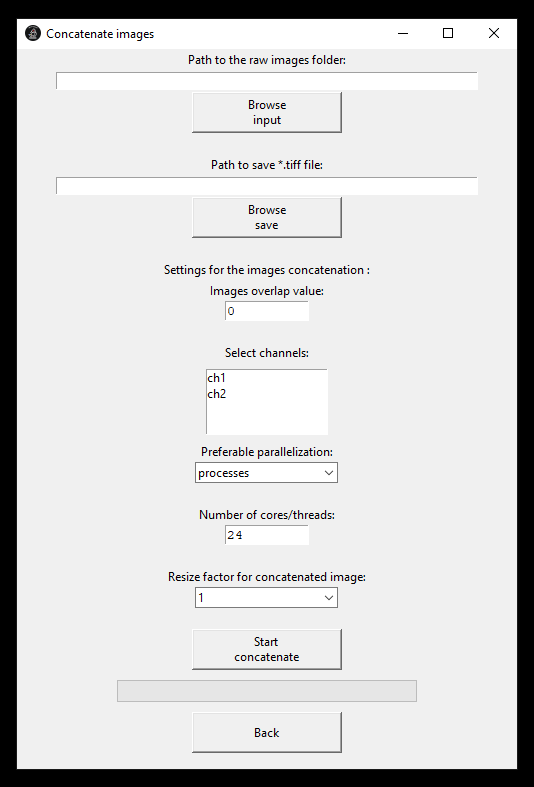 Concatenate images
Path to the raw images folder:
Browse
input
Path to save *.tiff file:
Browse
save
Settings for the images concatenation :
Images overlap value:
0
Select channels:
ch1
ch2
Preferable parallelization:
processes
Number of cores/threads:
24
Resize factor for concatenated image:
1
Start
concatenate
Back